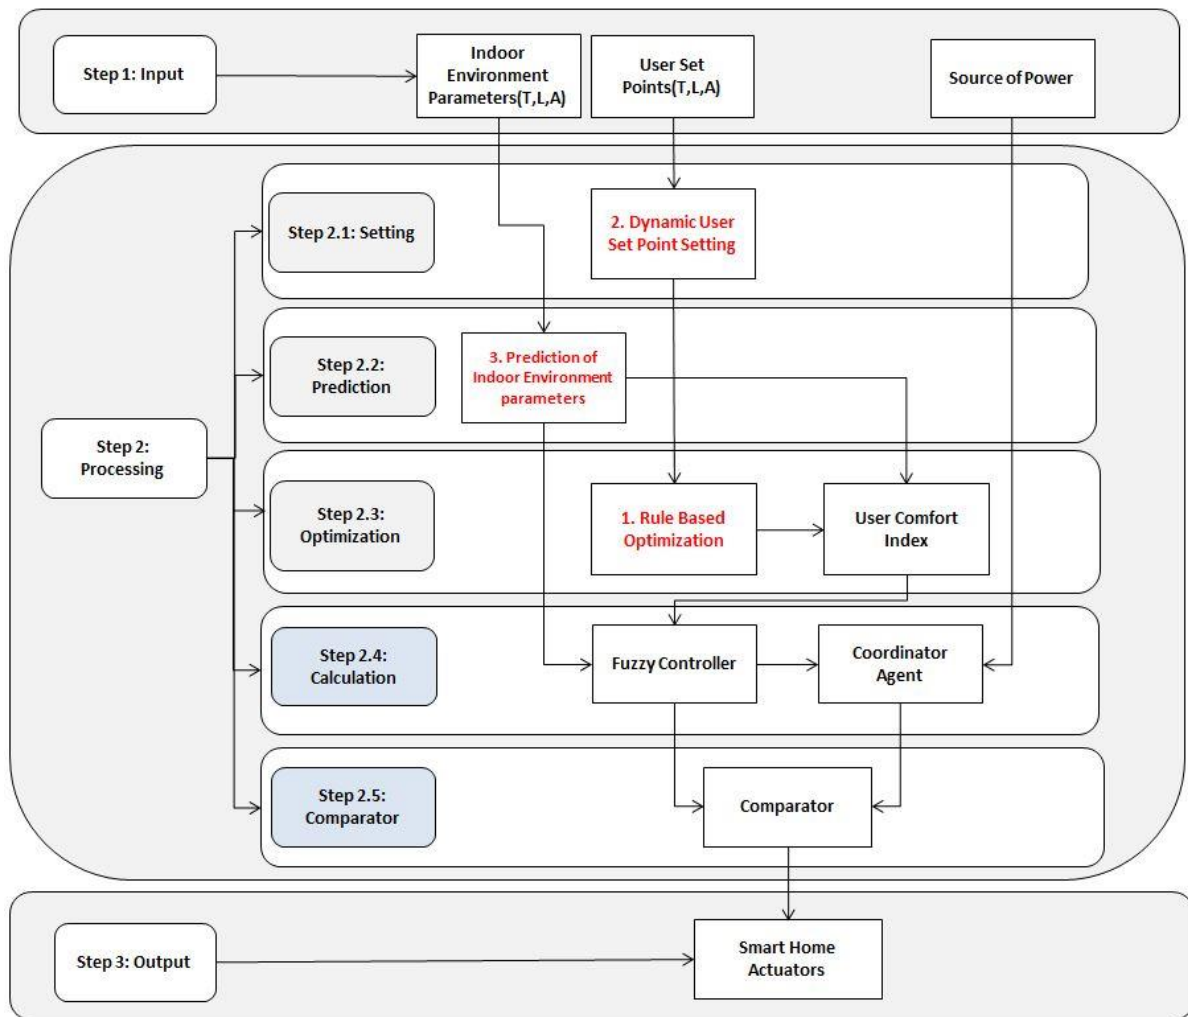 Step 1: Input
Indoor
Environment
Parameters(T,L,A)
User Set
Points(T,L,A)
Source of Power
Step 2.1: Setting
2. Dynamic User
Set Point Setting
Step 2.2:
Prediction
3. Prediction of
Indoor Environment
parameters
Step 2:
Processing
Step 2.3:
Optimization
1. Rule Based
Optimization
User Comfort
Index
Step 2.4:
Calculation
Fuzzy Controller
Coordinator
Agent
Step 2.5:
Comparator
Comparator
Step 3: Output
Smart Home
Actuators